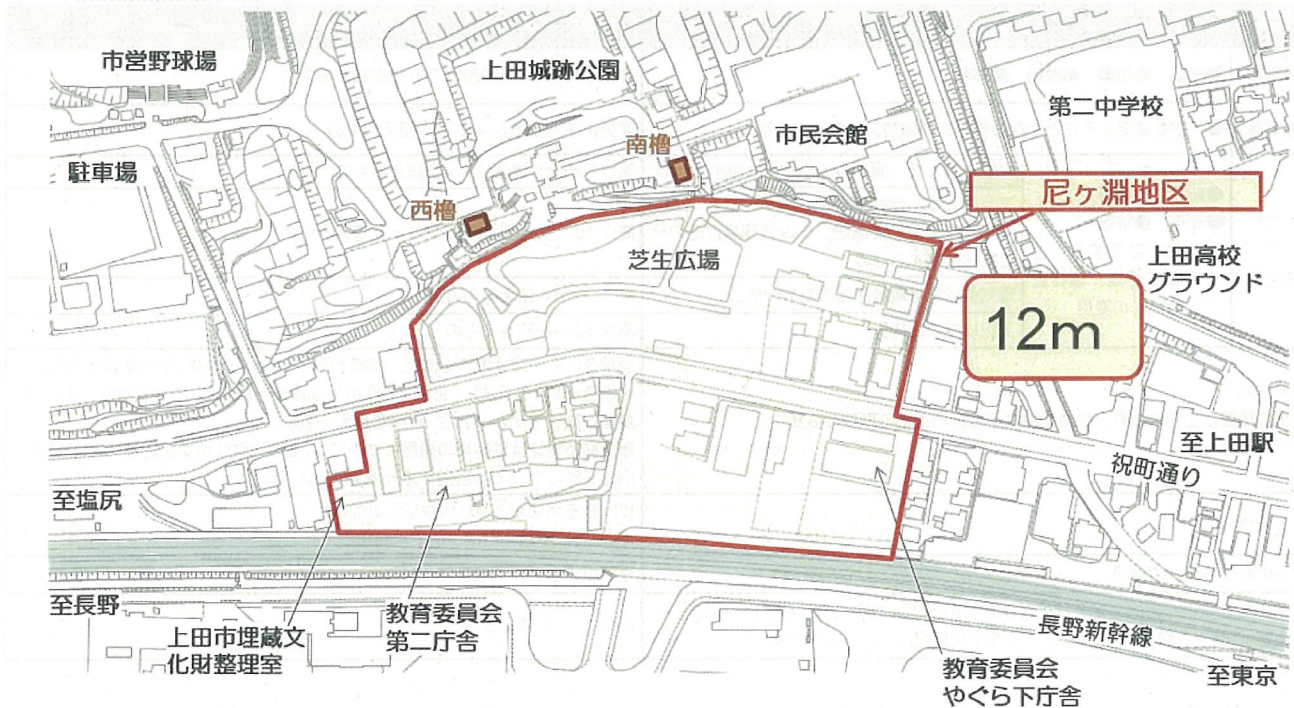 市営野球場
上田城跡公園
第二中学校
南櫓
市民会館
駐車場
西櫓
尼ヶ淵地区
芝生広場
上田高校
グラウンド
12m
至上田駅
祝町通り
至塩尻
至長野
上田市埋蔵文
化財整理室
教育委員会
第二庁舎
長野新幹線
教育委員会
やぐら下庁舎
至東京